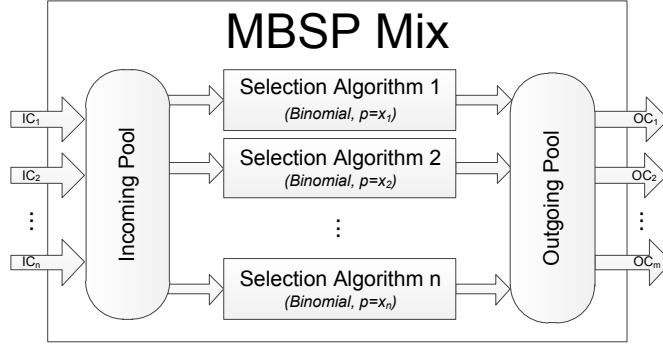 MBSP Mix
Selection Algorithm 1
(Binomial, p=x₁)
IC₁
OC₁
Selection Algorithm 2
(Binomial, p=x₂)
IC₂
OC₂
Incoming Pool
Outgoing Pool
⋮
⋮
⋮
Selection Algorithm n
(Binomial, p=xₙ)
ICₙ
OCₘ